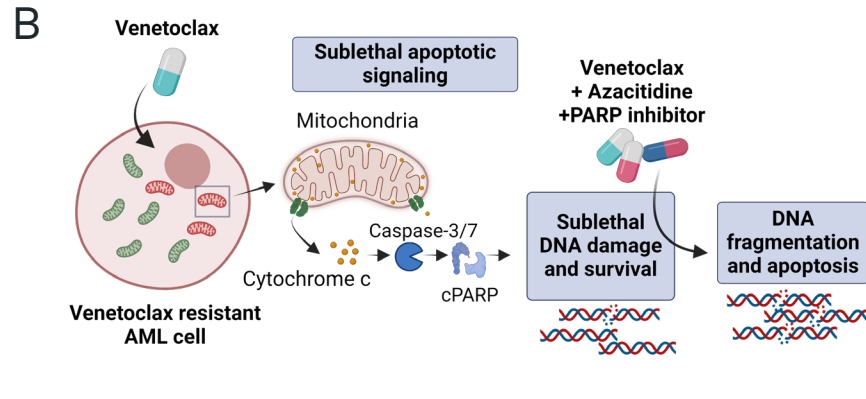 B
Venetoclax
Sublethal apoptotic
signaling
Venetoclax
+ Azacitidine
+PARP inhibitor
Mitochondria
Caspase-3/7
Cytochrome c
cPARP
Sublethal
DNA damage
and survival
DNA
fragmentation
and apoptosis
Venetoclax resistant
AML cell